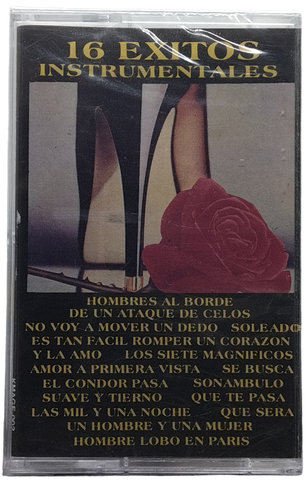 16 EXITOS
INSTRUMENTALES
HOMBRES AL BORDE
DE UN ATAQUE DE CELOS
NO VOY A MOVER UN DEDO SOLEADO
ES TAN FACIL ROMPER UN CORAZON
Y LA AMO LOS SIETE MAGNIFICOS
AMOR A PRIMERA VISTA SE BUSCA
EL CONDOR PASA SONAMBULO
SUAVE Y TIERNO QUE TE PASA
LAS MIL Y UNA NOCHE QUE SERA
UN HOMBRE Y UNA MUJER
HOMBRE LOBO EN PARIS